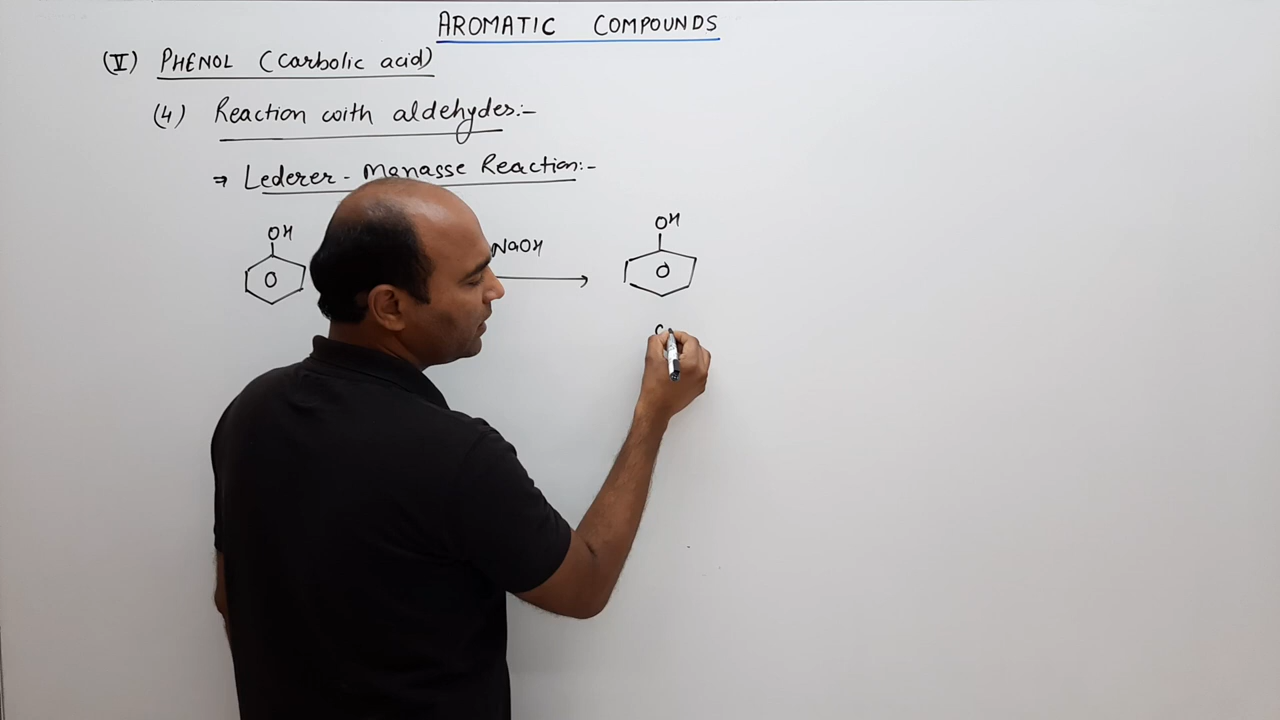 AROMATIC COMPOUNDS
(V) PHENOL (Carbolic acid)
(4) Reaction with aldehydes:-
⇒ Lederer - Manasse Reaction:-
OH
NaOH
OH